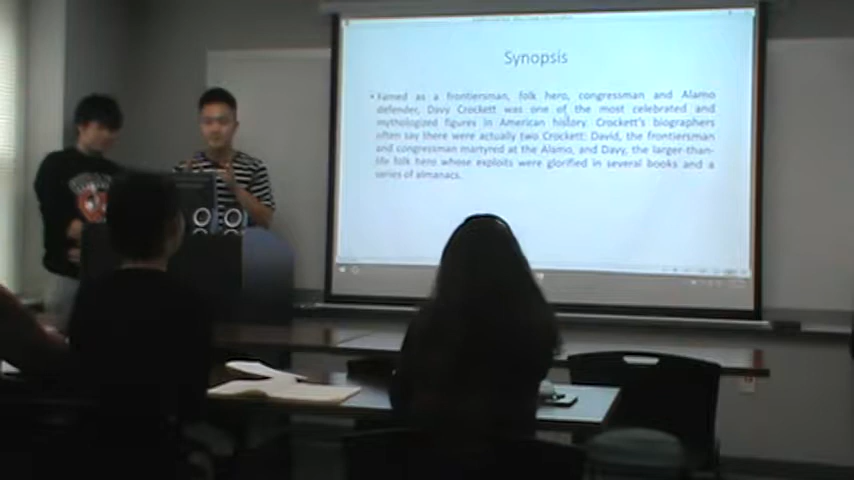 Synopsis
• Famed as a frontiersman, folk hero, congressman and Alamo
defender, Davy Crockett was one of the most celebrated and
mythologized figures in American history. Crockett's biographers
often say there were actually two Crockett: David, the frontiersman
and congressman martyred at the Alamo, and Davy, the larger-than-
life folk hero whose exploits were glorified in several books and a
series of almanacs.